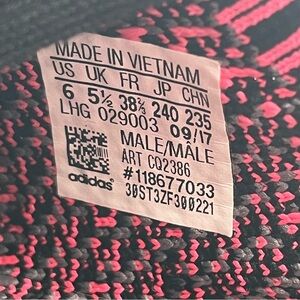 MADE IN VIETNAM
US UK FR JP CHN
6 5½ 38⅔ 240 235
LHG 029003 09/17
MALE/MÂLE
ART CQ2386
#118677033
adidas
30ST3ZF300221